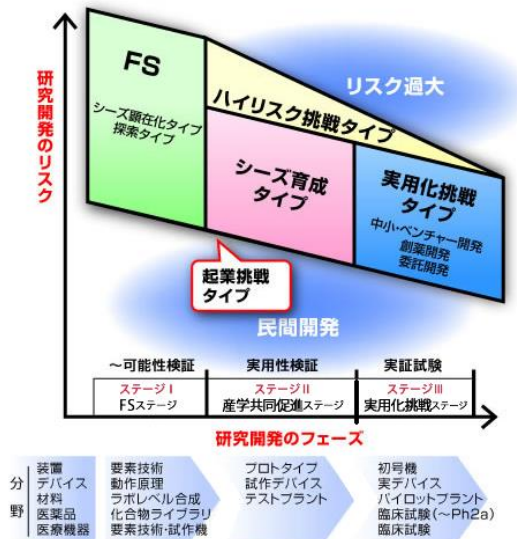 研究開発のリスク
FS
シーズ顕在化タイプ
探索タイプ
リスク過大
ハイリスク挑戦タイプ
シーズ育成
タイプ
実用化挑戦
タイプ
中小・ベンチャー開発
創薬開発
委託開発
起業挑戦
タイプ
民間開発
~可能性検証
実用性検証
実証試験
ステージⅠ
FSステージ
ステージⅡ
産学共同促進ステージ
ステージⅢ
実用化挑戦ステージ
研究開発のフェーズ
分野
装置
デバイス
材料
医薬品
医療機器
要素技術
動作原理
ラボレベル合成
化合物ライブラリ
要素技術・試作機
プロトタイプ
試作デバイス
テストプラント
初号機
実デバイス
パイロットプラント
臨床試験(~Ph2a)
臨床試験